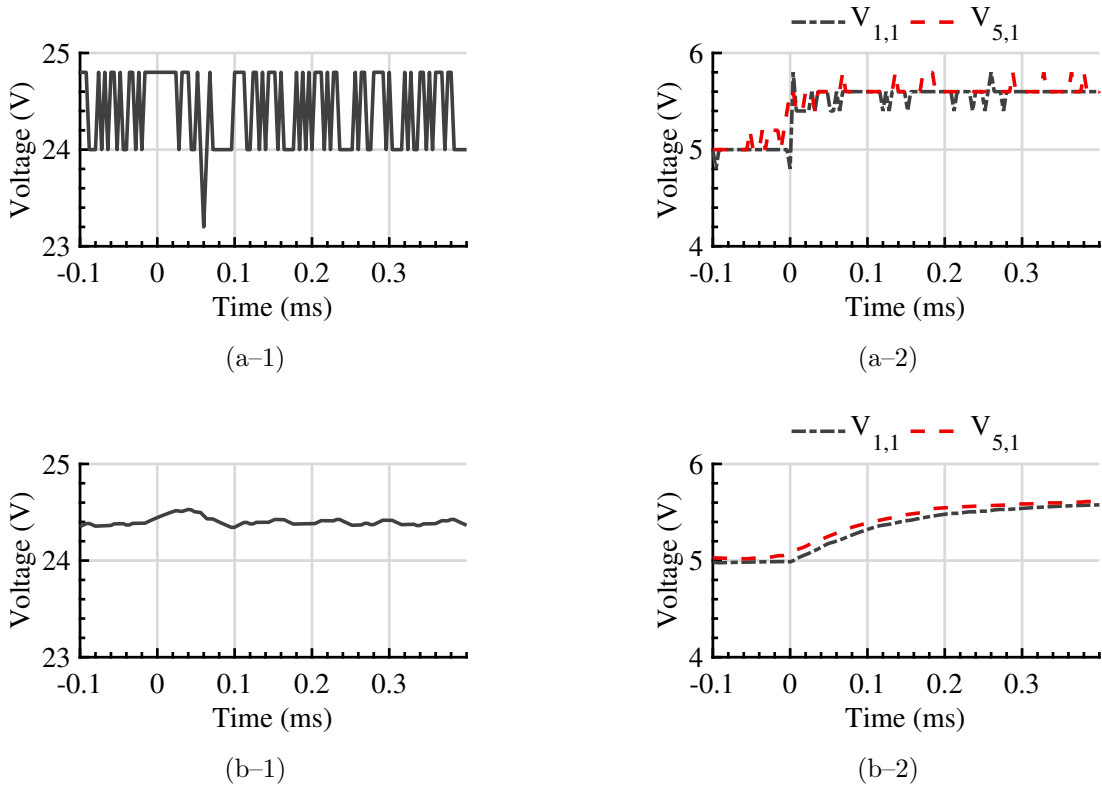 V1,1 V5,1
25
24
23
Voltage (V)
-0.1 0 0.1 0.2 0.3
Time (ms)
(a–1)
6
5
4
Voltage (V)
-0.1 0 0.1 0.2 0.3
Time (ms)
(a–2)
25
24
23
Voltage (V)
-0.1 0 0.1 0.2 0.3
Time (ms)
(b–1)
V1,1 V5,1
6
5
4
Voltage (V)
-0.1 0 0.1 0.2 0.3
Time (ms)
(b–2)